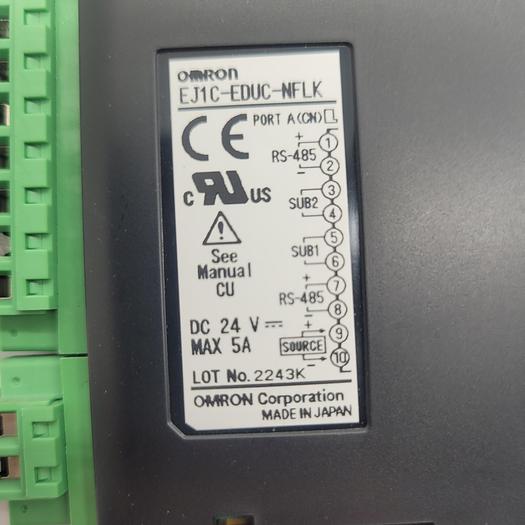 OMRON
EJ1C-EDUC-NFLK
CE
PORT A(CN)
+
1
RS-485
2
-
c RU US
3
SUB2
4
See
Manual
CU
5
SUB1
6
+
7
RS-485
8
-
DC 24 V
MAX 5A
+
9
SOURCE
-
10
LOT No. 2243K
OMRON Corporation
MADE IN JAPAN